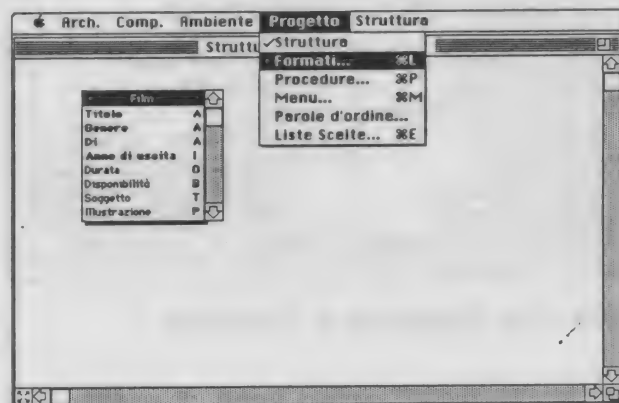 Arch. Comp. Ambiente Progetto Struttura
✓Struttura
Formati... ⌘L
Procedure... ⌘P
Menu... ⌘M
Parole d'ordine...
Liste Scelte... ⌘E
Film
Titolo A
Genere A
Di A
Anno di uscita I
Durata O
Disponibilità B
Soggetto T
Illustrazione P